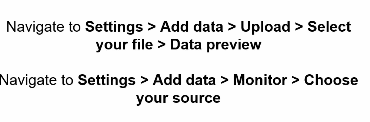 Navigate to Settings > Add data > Upload > Select
your file > Data preview
Navigate to Settings > Add data > Monitor > Choose
your source